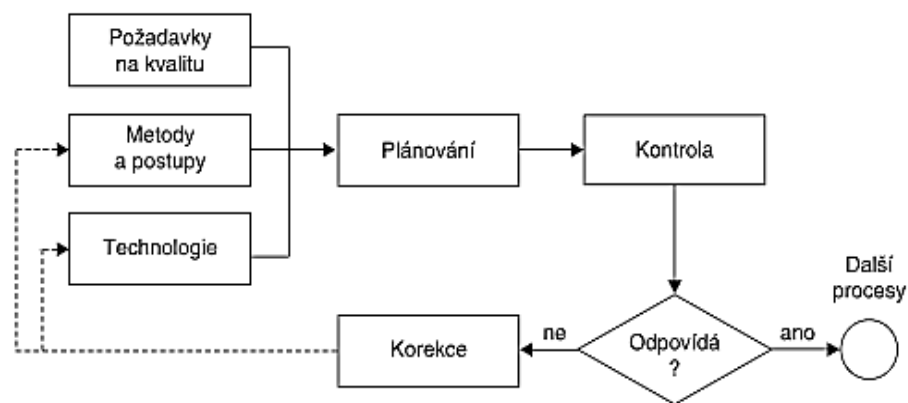 Požadavky
na kvalitu
Metody
a postupy
Plánování
Kontrola
Technologie
Další
procesy
Korekce
ne
Odpovídá
?
ano